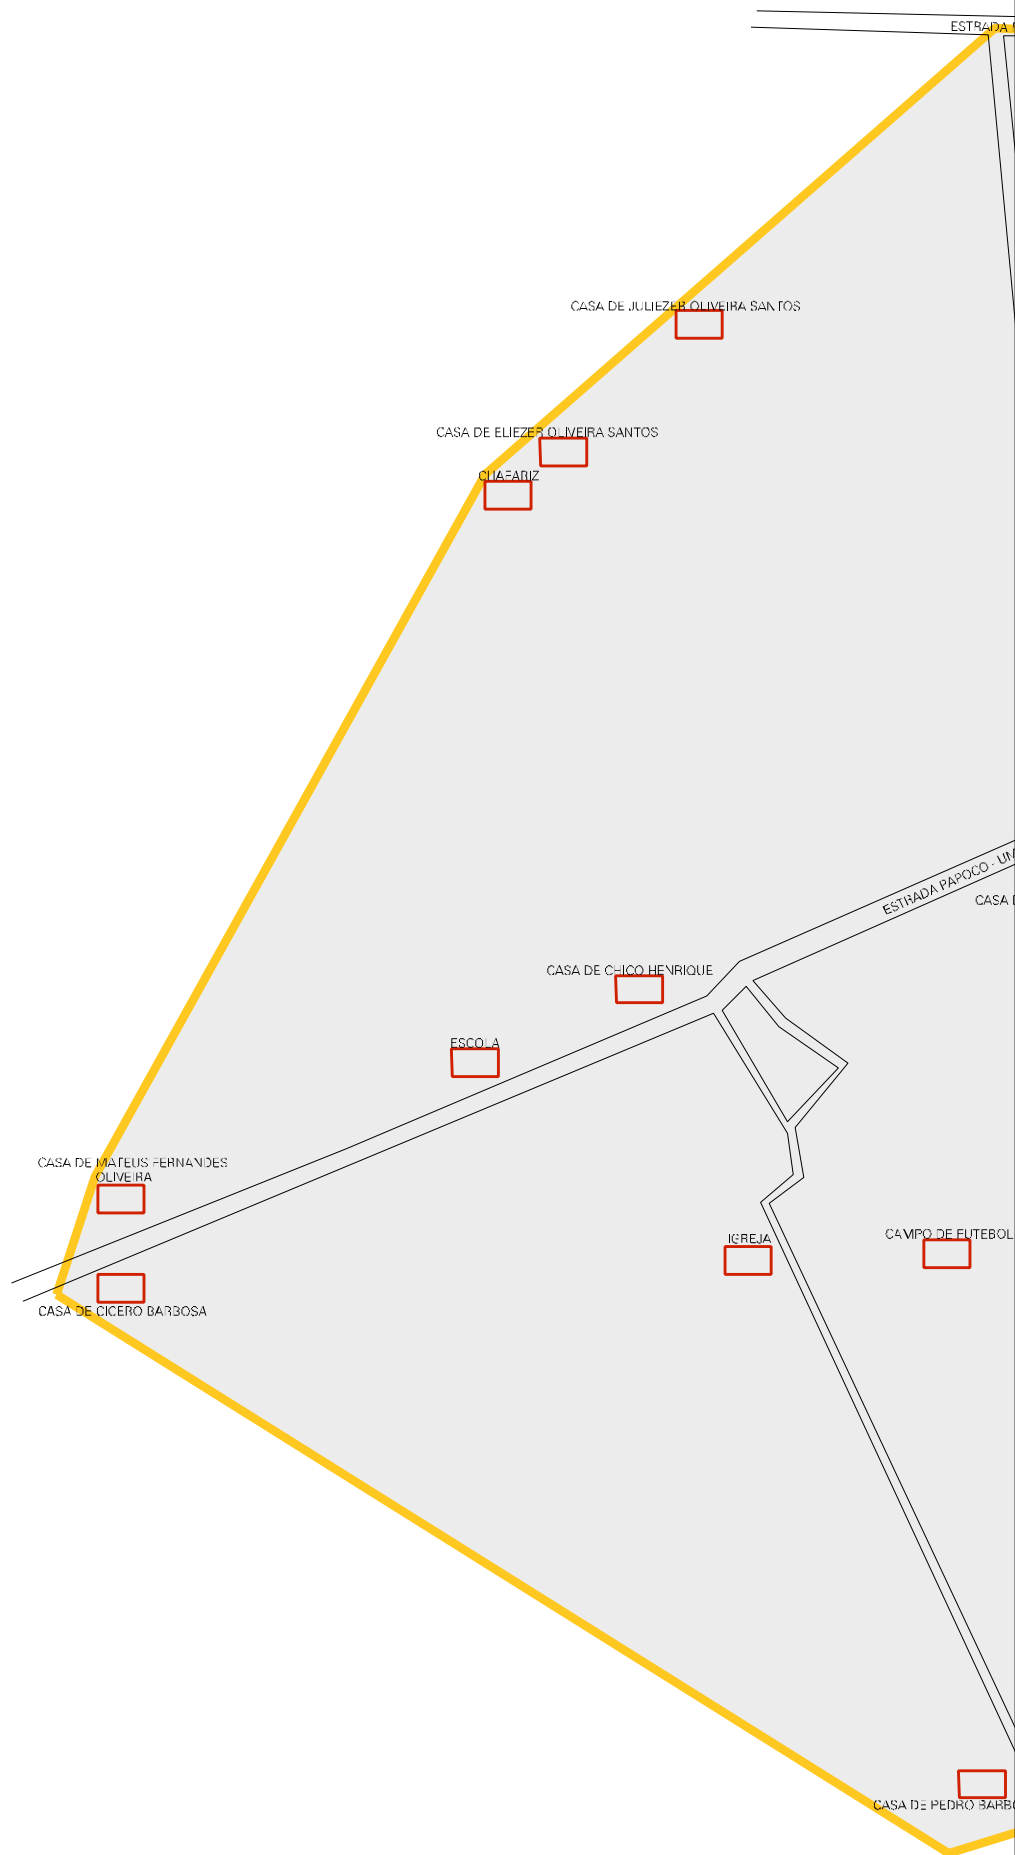 ESTRADA
CASA DE JULIEZER OLIVEIRA SANTOS
CASA DE ELIEZER OLIVEIRA SANTOS
CHAFARIZ
ESTRADA PAPOCO - UM
CASA
CASA DE CHICO HENRIQUE
ESCOLA
CASA DE MATEUS FERNANDES
OLIVEIRA
IGREJA
CAMPO DE FUTEBOL
CASA DE CICERO BARBOSA
CASA DE PEDRO BARBO